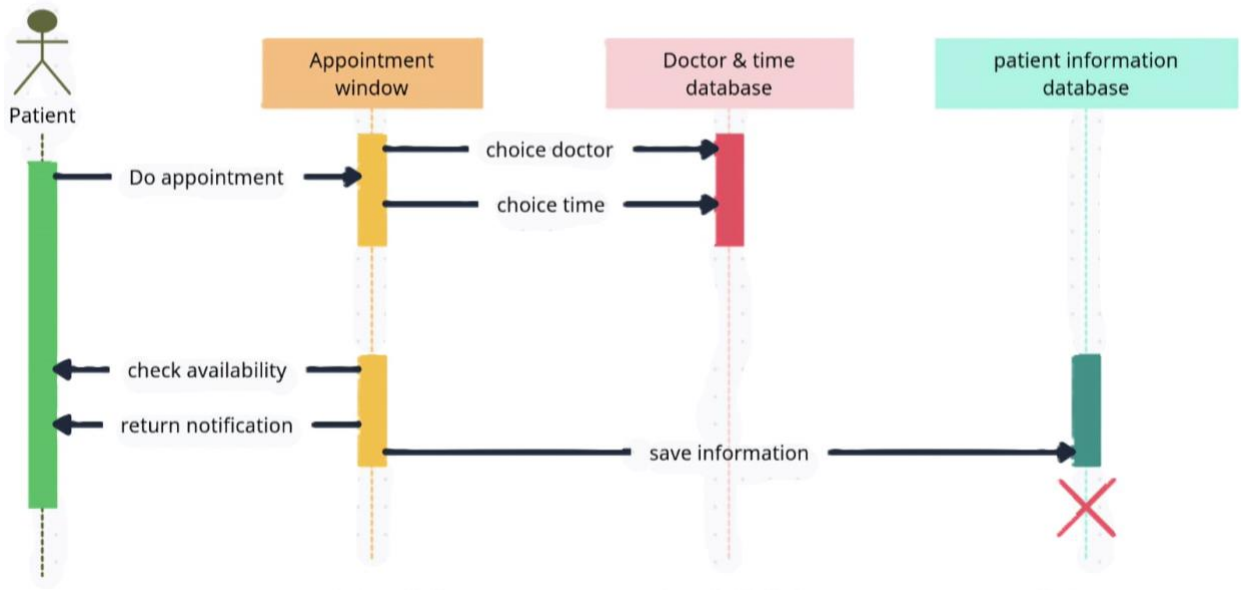 Appointment
window
Doctor & time
database
patient information
database
Patient
choice doctor
Do appointment
choice time
check availability
return notification
save information